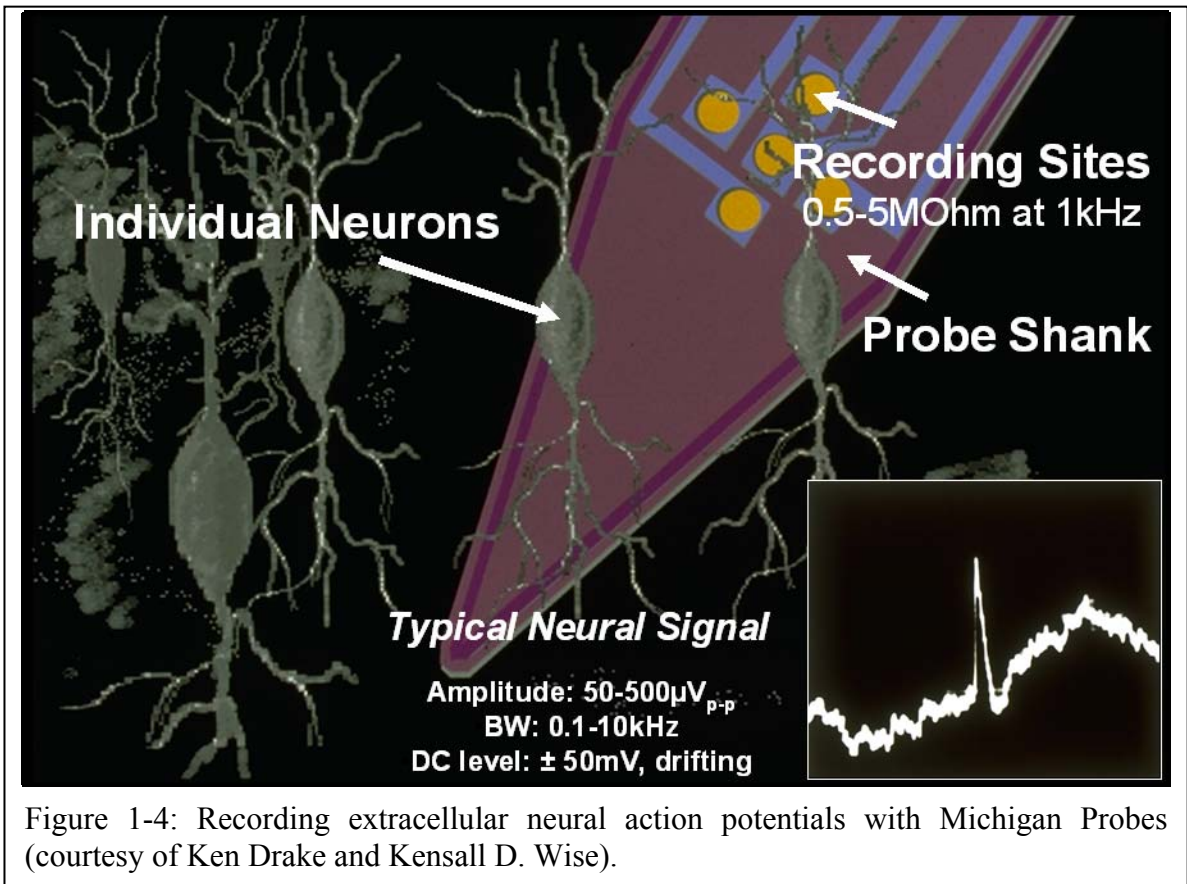 Individual Neurons
Recording Sites
0.5-5MOhm at 1kHz
Probe Shank
Typical Neural Signal
Amplitude: 50-500µVp-p
BW: 0.1-10kHz
DC level: ± 50mV, drifting
Figure 1-4: Recording extracellular neural action potentials with Michigan Probes
(courtesy of Ken Drake and Kensall D. Wise).